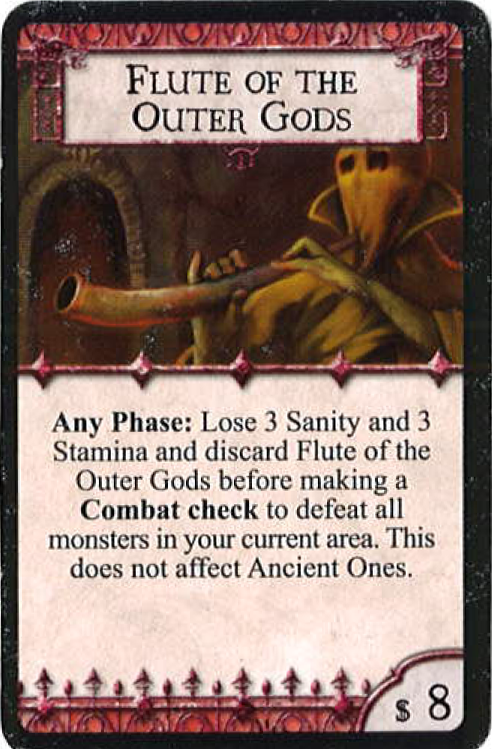 FLUTE OF THE
OUTER GODS
Any Phase: Lose 3 Sanity and 3
Stamina and discard Flute of the
Outer Gods before making a
Combat check to defeat all
monsters in your current area. This
does not affect Ancient Ones.
$ 8